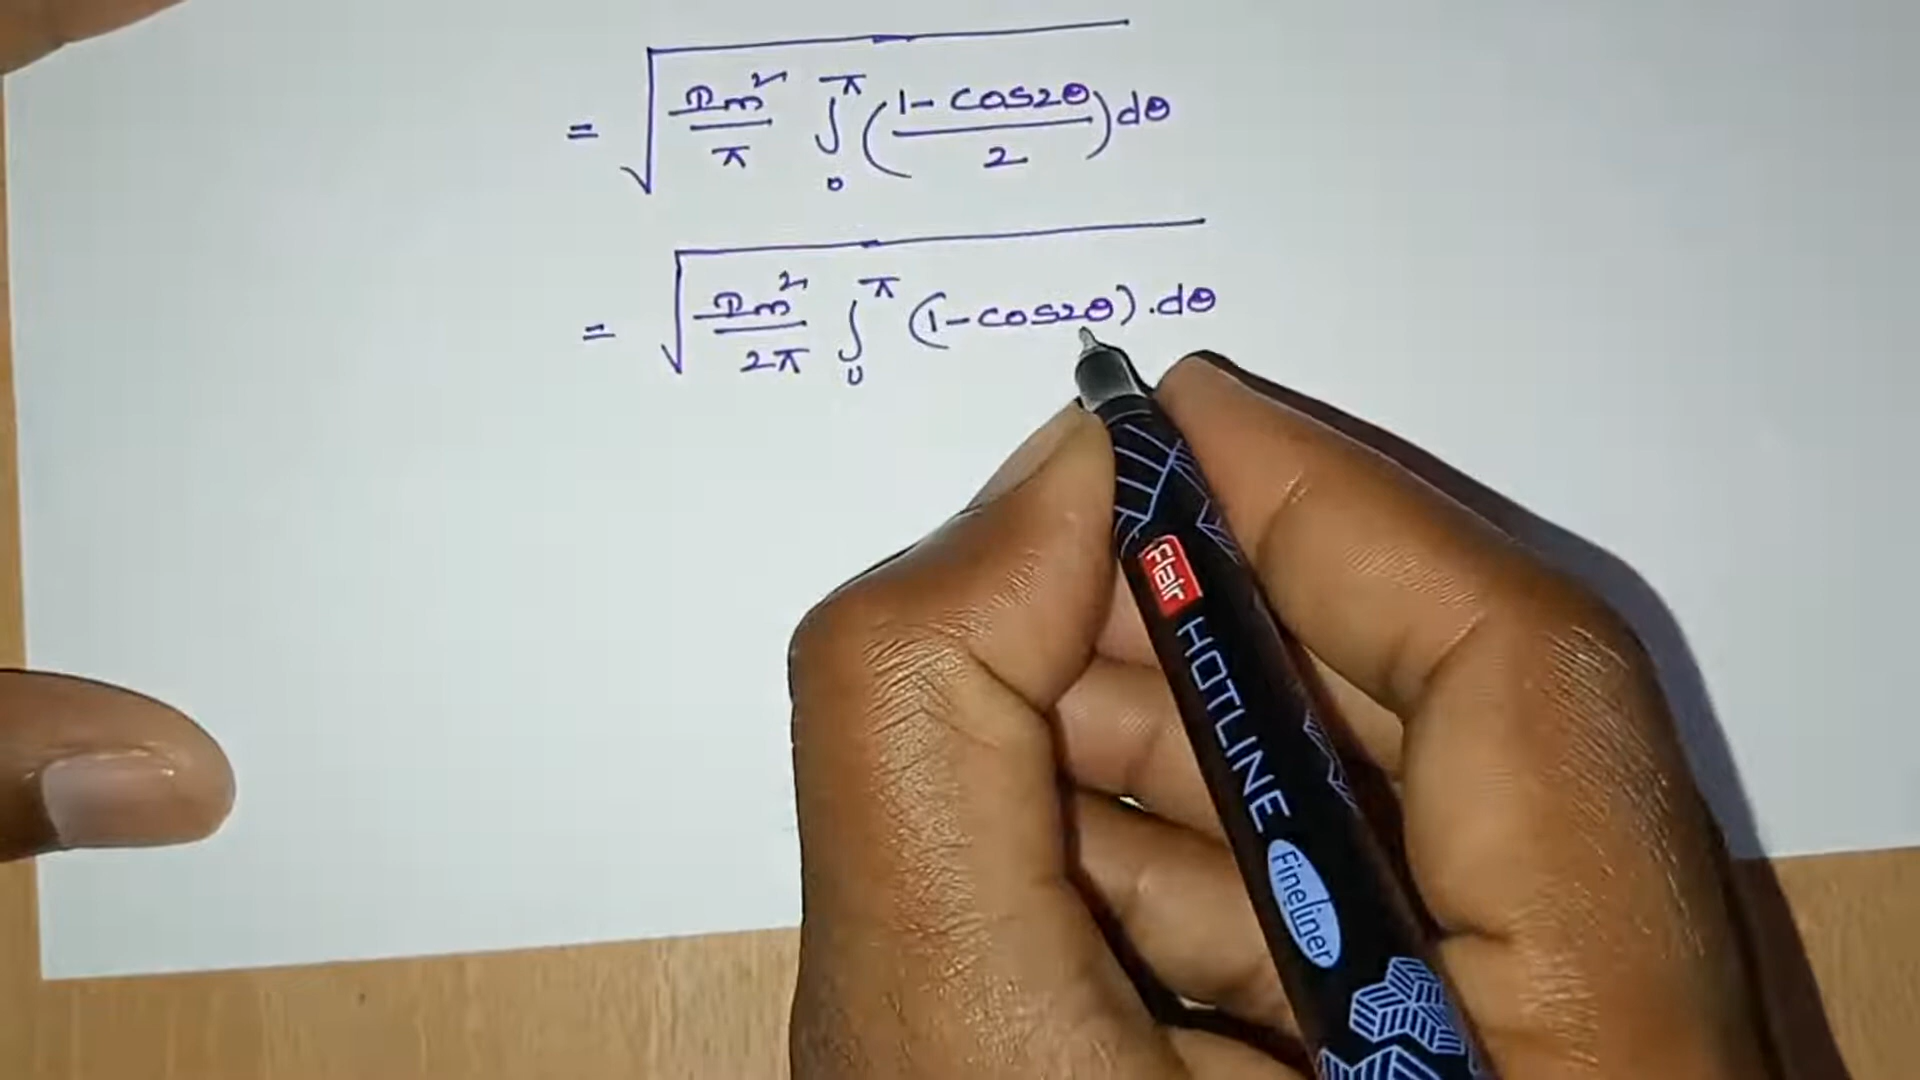 = √( Im² / π ∫₀^π ( (1 - cos2θ) / 2 ) dθ )
= √( Im² / 2π ∫₀^π (1 - cos2θ) . dθ )
Flair HOTLINE Fineliner